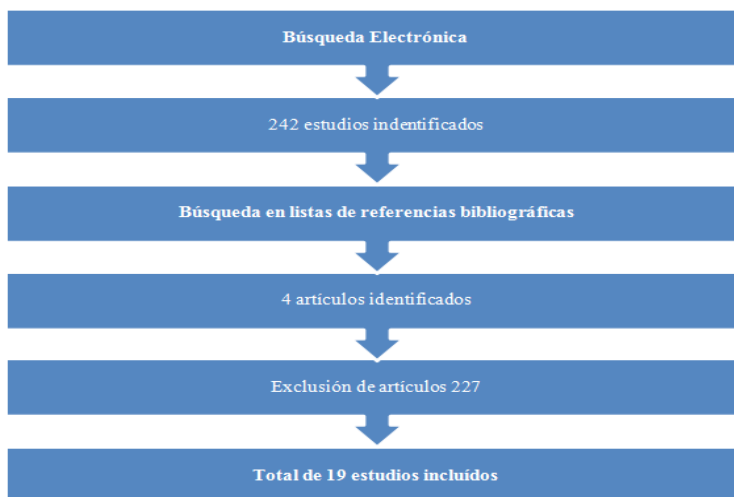 Búsqueda Electrónica
242 estudios indentificados
Búsqueda en listas de referencias bibliográficas
4 artículos identificados
Exclusión de artículos 227
Total de 19 estudios incluídos